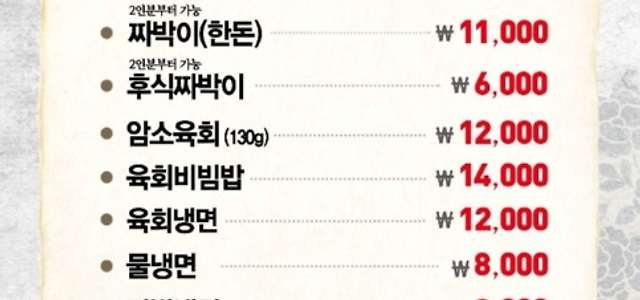 2인분부터 가능
짜박이(한돈) ₩ 11,000
2인분부터 가능
후식짜박이 ₩ 6,000
암소육회 (130g) ₩ 12,000
육회비빔밥 ₩ 14,000
육회냉면 ₩ 12,000
물냉면 ₩ 8,000